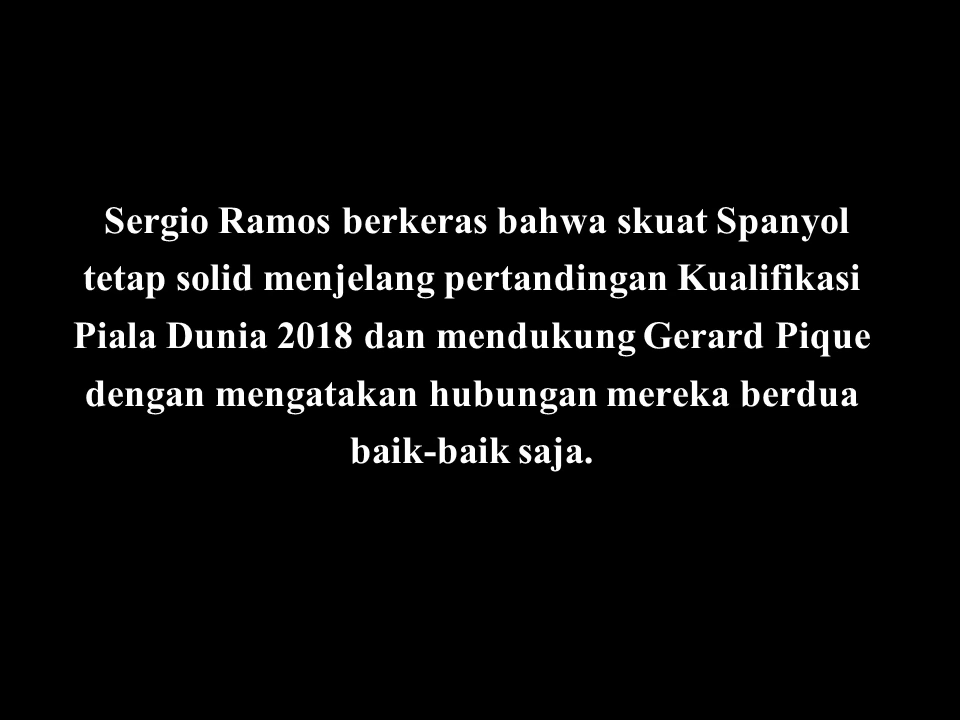 Sergio Ramos berkeras bahwa skuat Spanyol
tetap solid menjelang pertandingan Kualifikasi
Piala Dunia 2018 dan mendukung Gerard Pique
dengan mengatakan hubungan mereka berdua
baik-baik saja.